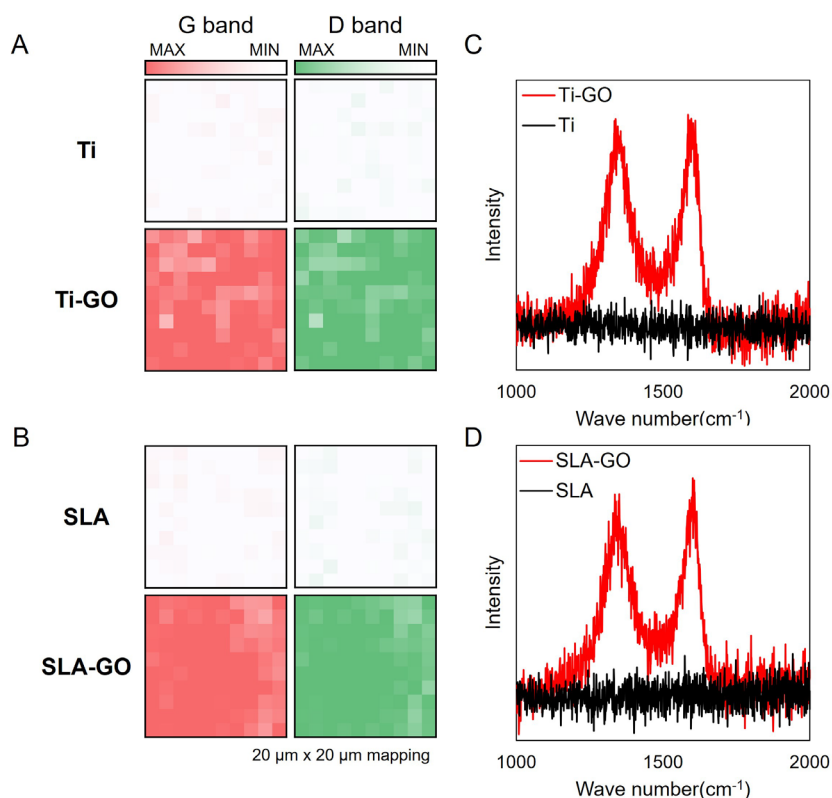 A
G band
D band
MAX
MIN
MAX
MIN
Ti
Ti-GO
B
SLA
SLA-GO
20 µm x 20 µm mapping
C
Ti-GO
Ti
Intensity
1000
1500
2000
Wave number(cm⁻¹)
D
SLA-GO
SLA
Intensity
1000
1500
2000
Wave number(cm⁻¹)